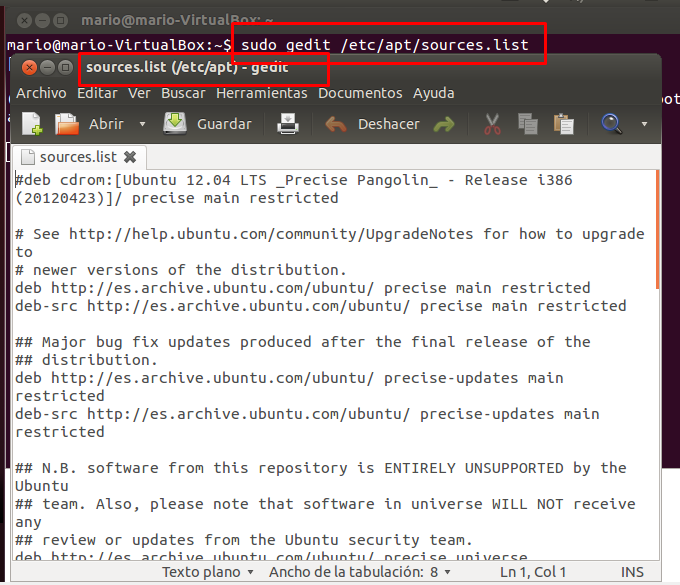 mario@mario-VirtualBox: ~
mario@mario-VirtualBox:~$ sudo gedit /etc/apt/sources.list
sources.list (/etc/apt) - gedit
Archivo Editar Ver Buscar Herramientas Documentos Ayuda
Abrir Guardar Deshacer
sources.list
#deb cdrom:[Ubuntu 12.04 LTS _Precise Pangolin_ - Release i386
(20120423)]/ precise main restricted
# See http://help.ubuntu.com/community/UpgradeNotes for how to upgrade
to
# newer versions of the distribution.
deb http://es.archive.ubuntu.com/ubuntu/ precise main restricted
deb-src http://es.archive.ubuntu.com/ubuntu/ precise main restricted
## Major bug fix updates produced after the final release of the
## distribution.
deb http://es.archive.ubuntu.com/ubuntu/ precise-updates main
restricted
deb-src http://es.archive.ubuntu.com/ubuntu/ precise-updates main
restricted
## N.B. software from this repository is ENTIRELY UNSUPPORTED by the
Ubuntu
## team. Also, please note that software in universe WILL NOT receive
any
## review or updates from the Ubuntu security team.
deb http://es.archive.ubuntu.com/ubuntu/ precise universe
Texto plano Ancho de la tabulación: 8 Ln 1, Col 1 INS